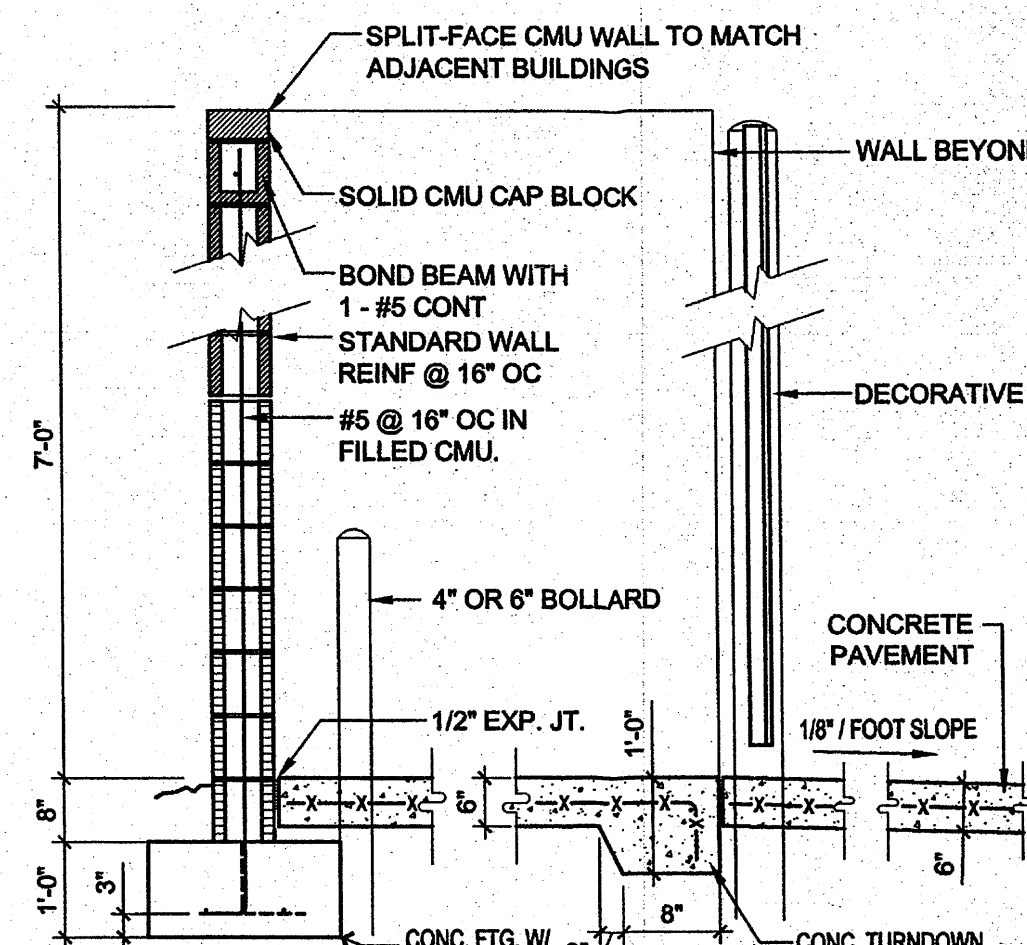 SPLIT-FACE CMU WALL TO MATCH
ADJACENT BUILDINGS
WALL BEYON
SOLID CMU CAP BLOCK
BOND BEAM WITH
1 - #5 CONT
STANDARD WALL
REINF @ 16" OC
DECORATIVE
#5 @ 16" OC IN
FILLED CMU.
7'-0"
4" OR 6" BOLLARD
CONCRETE
PAVEMENT
1/2" EXP. JT.
1'-0"
1/8" / FOOT SLOPE
8"
6"
6"
1'-0"
3"
8"
CONC. FTG. W/
CONC. TURNDOWN